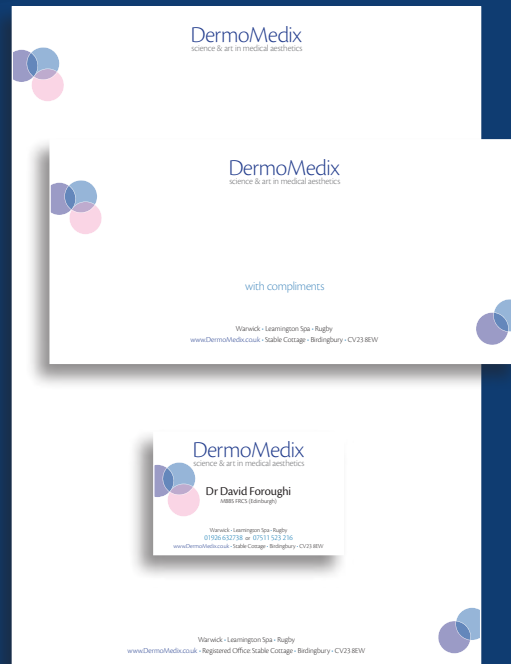 DermoMedix
science & art in medical aesthetics
DermoMedix
science & art in medical aesthetics
with compliments
Warwick - Leamington Spa - Rugby
www.DermoMedix.co.uk - Stable Cottage - Birdingbury - CV23 8EW
DermoMedix
science & art in medical aesthetics
Dr David Foroughi
MBBS FRCS (Edinburgh)
Warwick - Leamington Spa - Rugby
01926 632738 or 07511 523 216
www.DermoMedix.co.uk - Stable Cottage - Birdingbury - CV23 8EW
Warwick - Leamington Spa - Rugby
www.DermoMedix.co.uk - Registered Office: Stable Cottage - Birdingbury - CV23 8EW